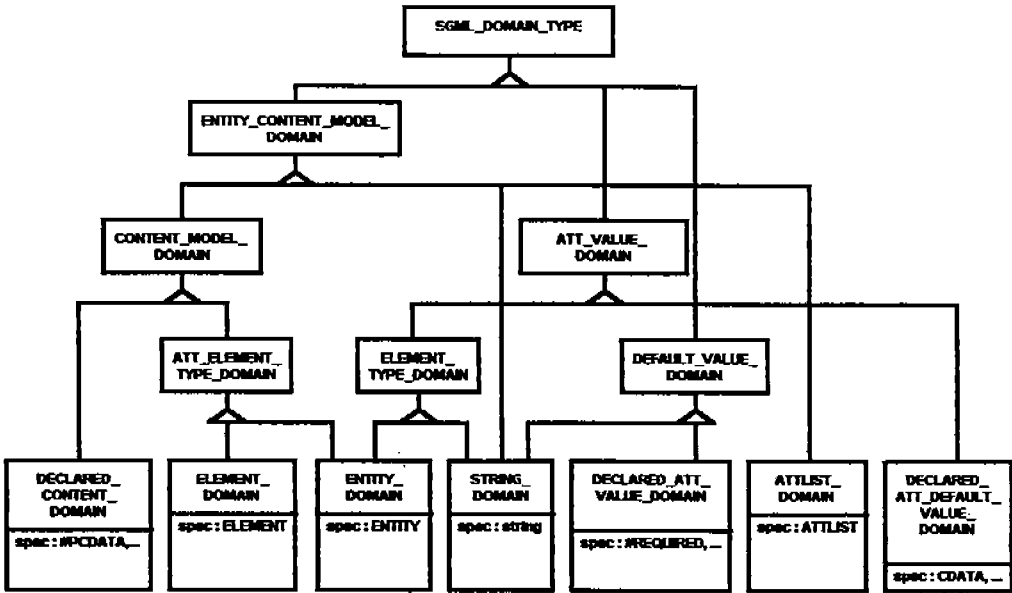 SGML_DOMAIN_TYPE
ENTITY_CONTENT_MODEL_
DOMAIN
CONTENT_MODEL_
DOMAIN
ATT_VALUE_
DOMAIN
ATT_ELEMENT_
TYPE_DOMAIN
ELEMENT_
TYPE_DOMAIN
DEFAULT_VALUE_
DOMAIN
DECLARED_
CONTENT_
DOMAIN
spec:#PCDATA,...
ELEMENT_
DOMAIN
spec:ELEMENT
ENTITY_
DOMAIN
spec:ENTITY
STRING_
DOMAIN
spec:string
DECLARED_ATT_
VALUE_DOMAIN
spec:#REQUIRED,...
ATTLIST_
DOMAIN
spec:ATTLIST
DECLARED_
ATT_DEFAULT_
VALUE_
DOMAIN
spec:CDATA,...